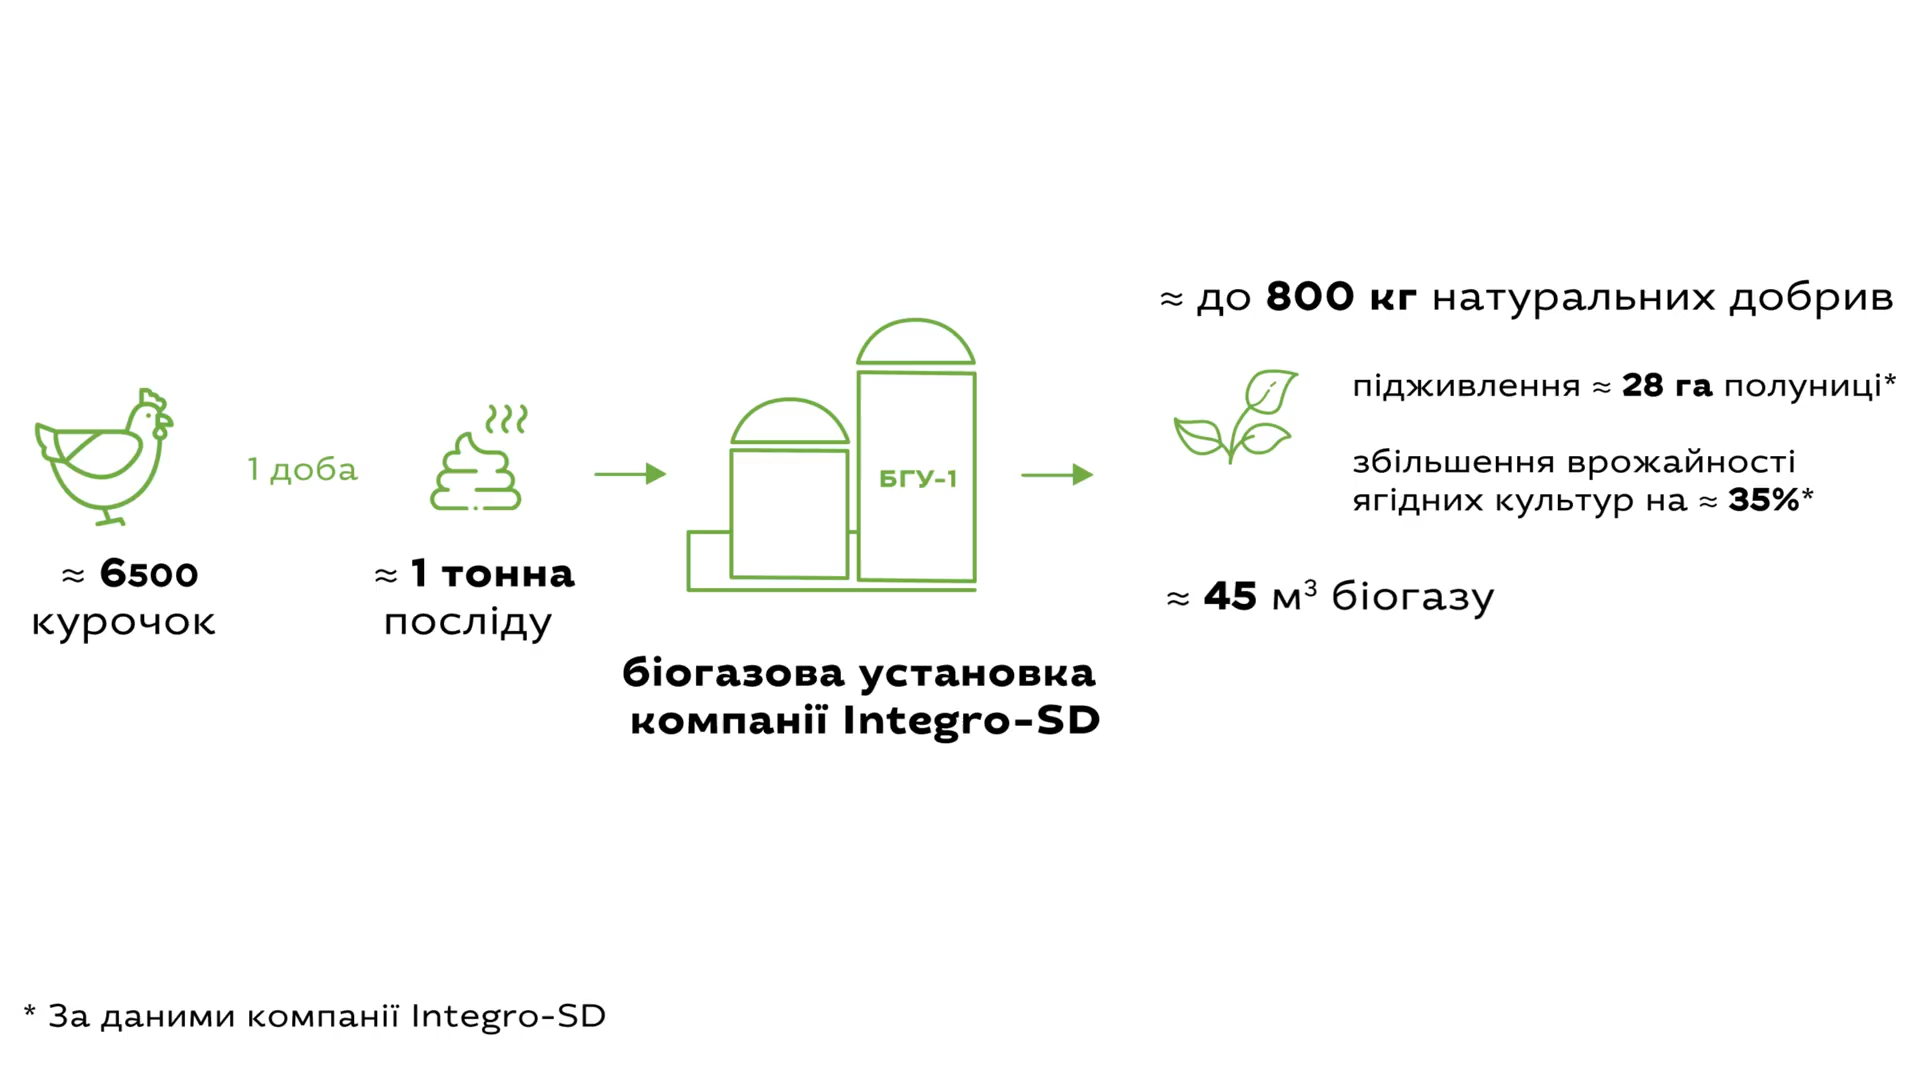 ≈ 6500
курочок
1 доба
≈ 1 тонна
посліду
БГУ-1
біогазова установка
компанії Integro-SD
≈ до 800 кг натуральних добрив
підживлення ≈ 28 га полуниці*
збільшення врожайності
ягідних культур на ≈ 35%*
≈ 45 м³ біогазу
* За даними компанії Integro-SD